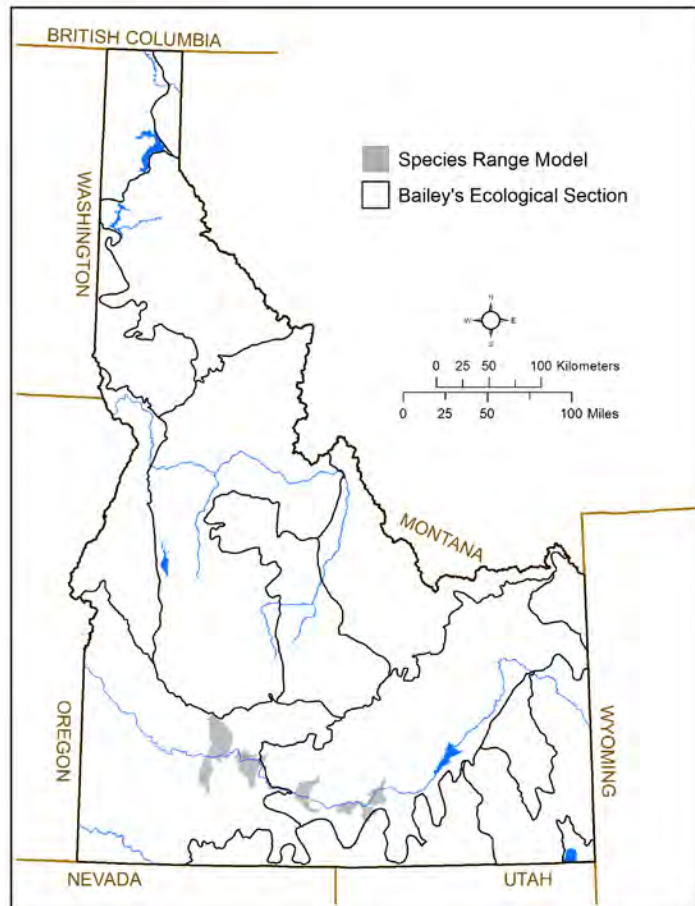 BRITISH COLUMBIA
WASHINGTON
Species Range Model
Bailey's Ecological Section
N
W E
S
0 25 50 100 Kilometers
0 25 50 100 Miles
MONTANA
OREGON
WYOMING
NEVADA
UTAH